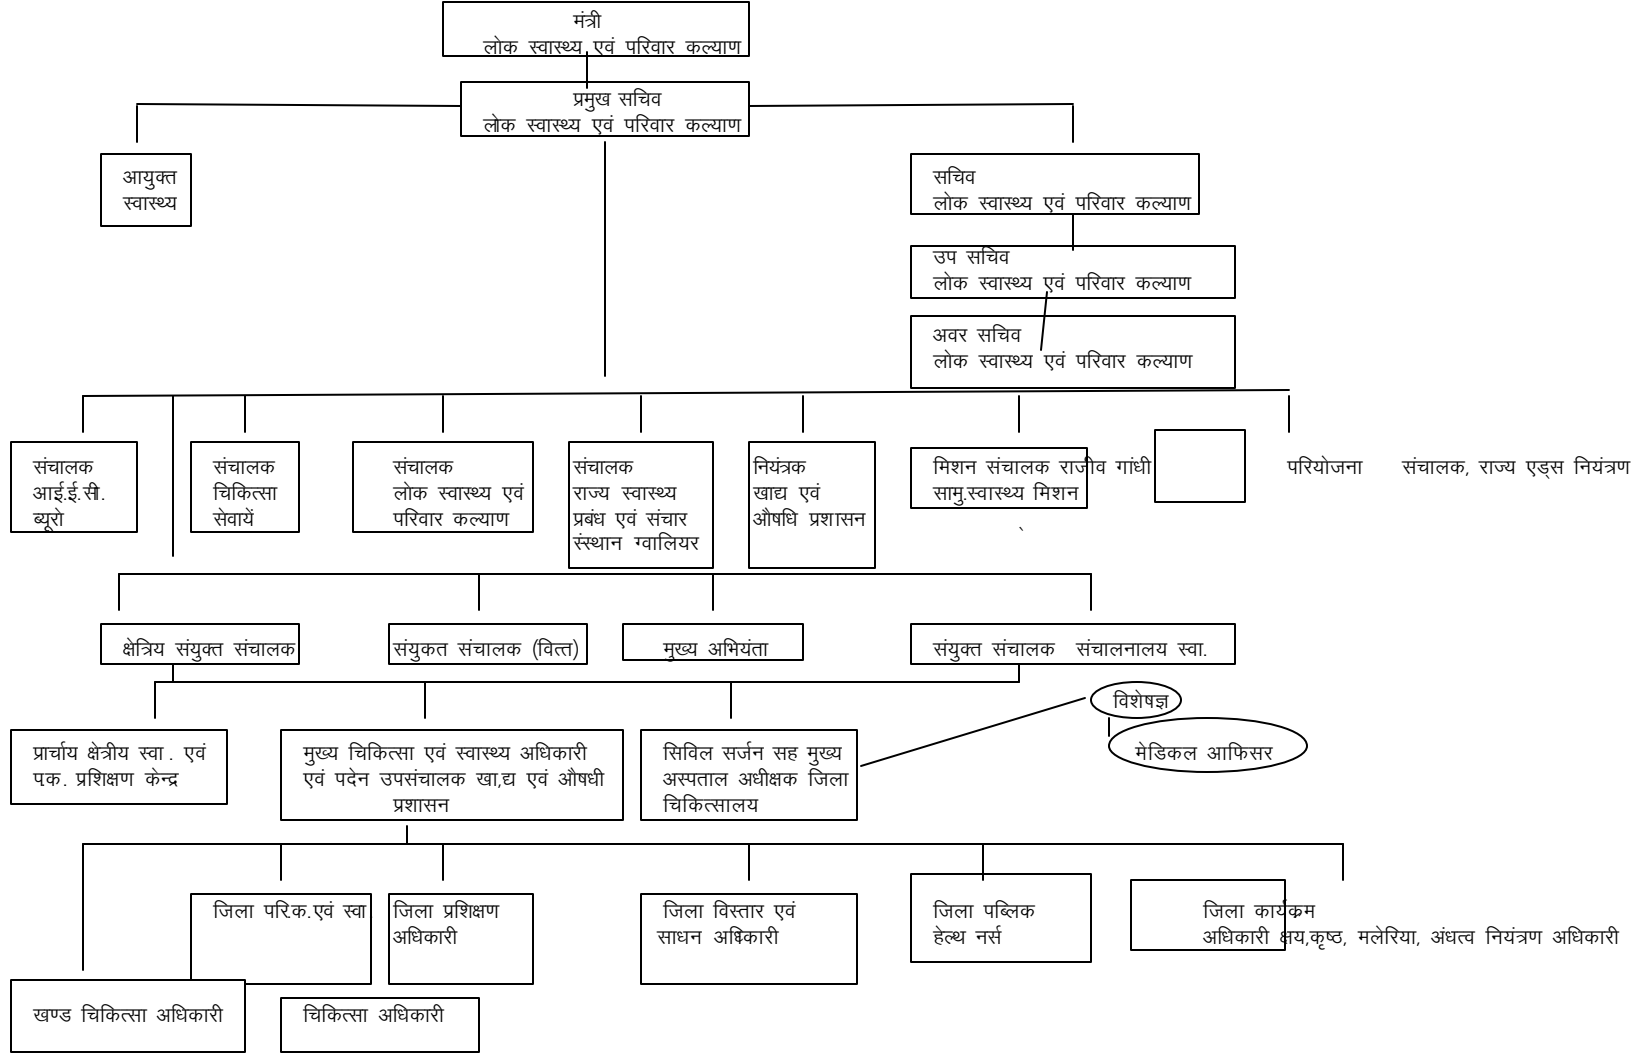 मंत्री
लोक स्वास्थ्य एवं परिवार कल्याण
प्रमुख सचिव
लोक स्वास्थ्य एवं परिवार कल्याण
आयुक्त
स्वास्थ्य
सचिव
लोक स्वास्थ्य एवं परिवार कल्याण
उप सचिव
लोक स्वास्थ्य एवं परिवार कल्याण
अवर सचिव
लोक स्वास्थ्य एवं परिवार कल्याण
संचालक
आई.ई.सी.
ब्यूरो
संचालक
चिकित्सा
सेवायें
संचालक
लोक स्वास्थ्य एवं
परिवार कल्याण
संचालक
राज्य स्वास्थ्य
प्रबंध एवं संचार
संस्थान ग्वालियर
नियंत्रक
खाद्य एवं
औषधि प्रशासन
मिशन संचालक राजीव गांधी
सामु.स्वास्थ्य मिशन
परियोजना संचालक, राज्य एड्स नियंत्रण
क्षेत्रिय संयुक्त संचालक
संयुकत संचालक (वित्त)
मुख्य अभियंता
संयुक्त संचालक संचालनालय स्वा.
विशेषज्ञ
मेडिकल आफिसर
प्रार्चाय क्षेत्रीय स्वा. एवं
प.क. प्रशिक्षण केन्द्र
मुख्य चिकित्सा एवं स्वास्थ्य अधिकारी
एवं पदेन उपसंचालक खा,द्य एवं औषधी
प्रशासन
सिविल सर्जन सह मुख्य
अस्पताल अधीक्षक जिला
चिकित्सालय
जिला परि.क.एवं स्वा
जिला प्रशिक्षण
अधिकारी
जिला विस्तार एवं
साधन अधिकारी
जिला पब्लिक
हेल्थ नर्स
जिला कार्यक्रम
अधिकारी क्षय,कृष्ठ, मलेरिया, अंधत्व नियंत्रण अधिकारी
खण्ड चिकित्सा अधिकारी
चिकित्सा अधिकारी